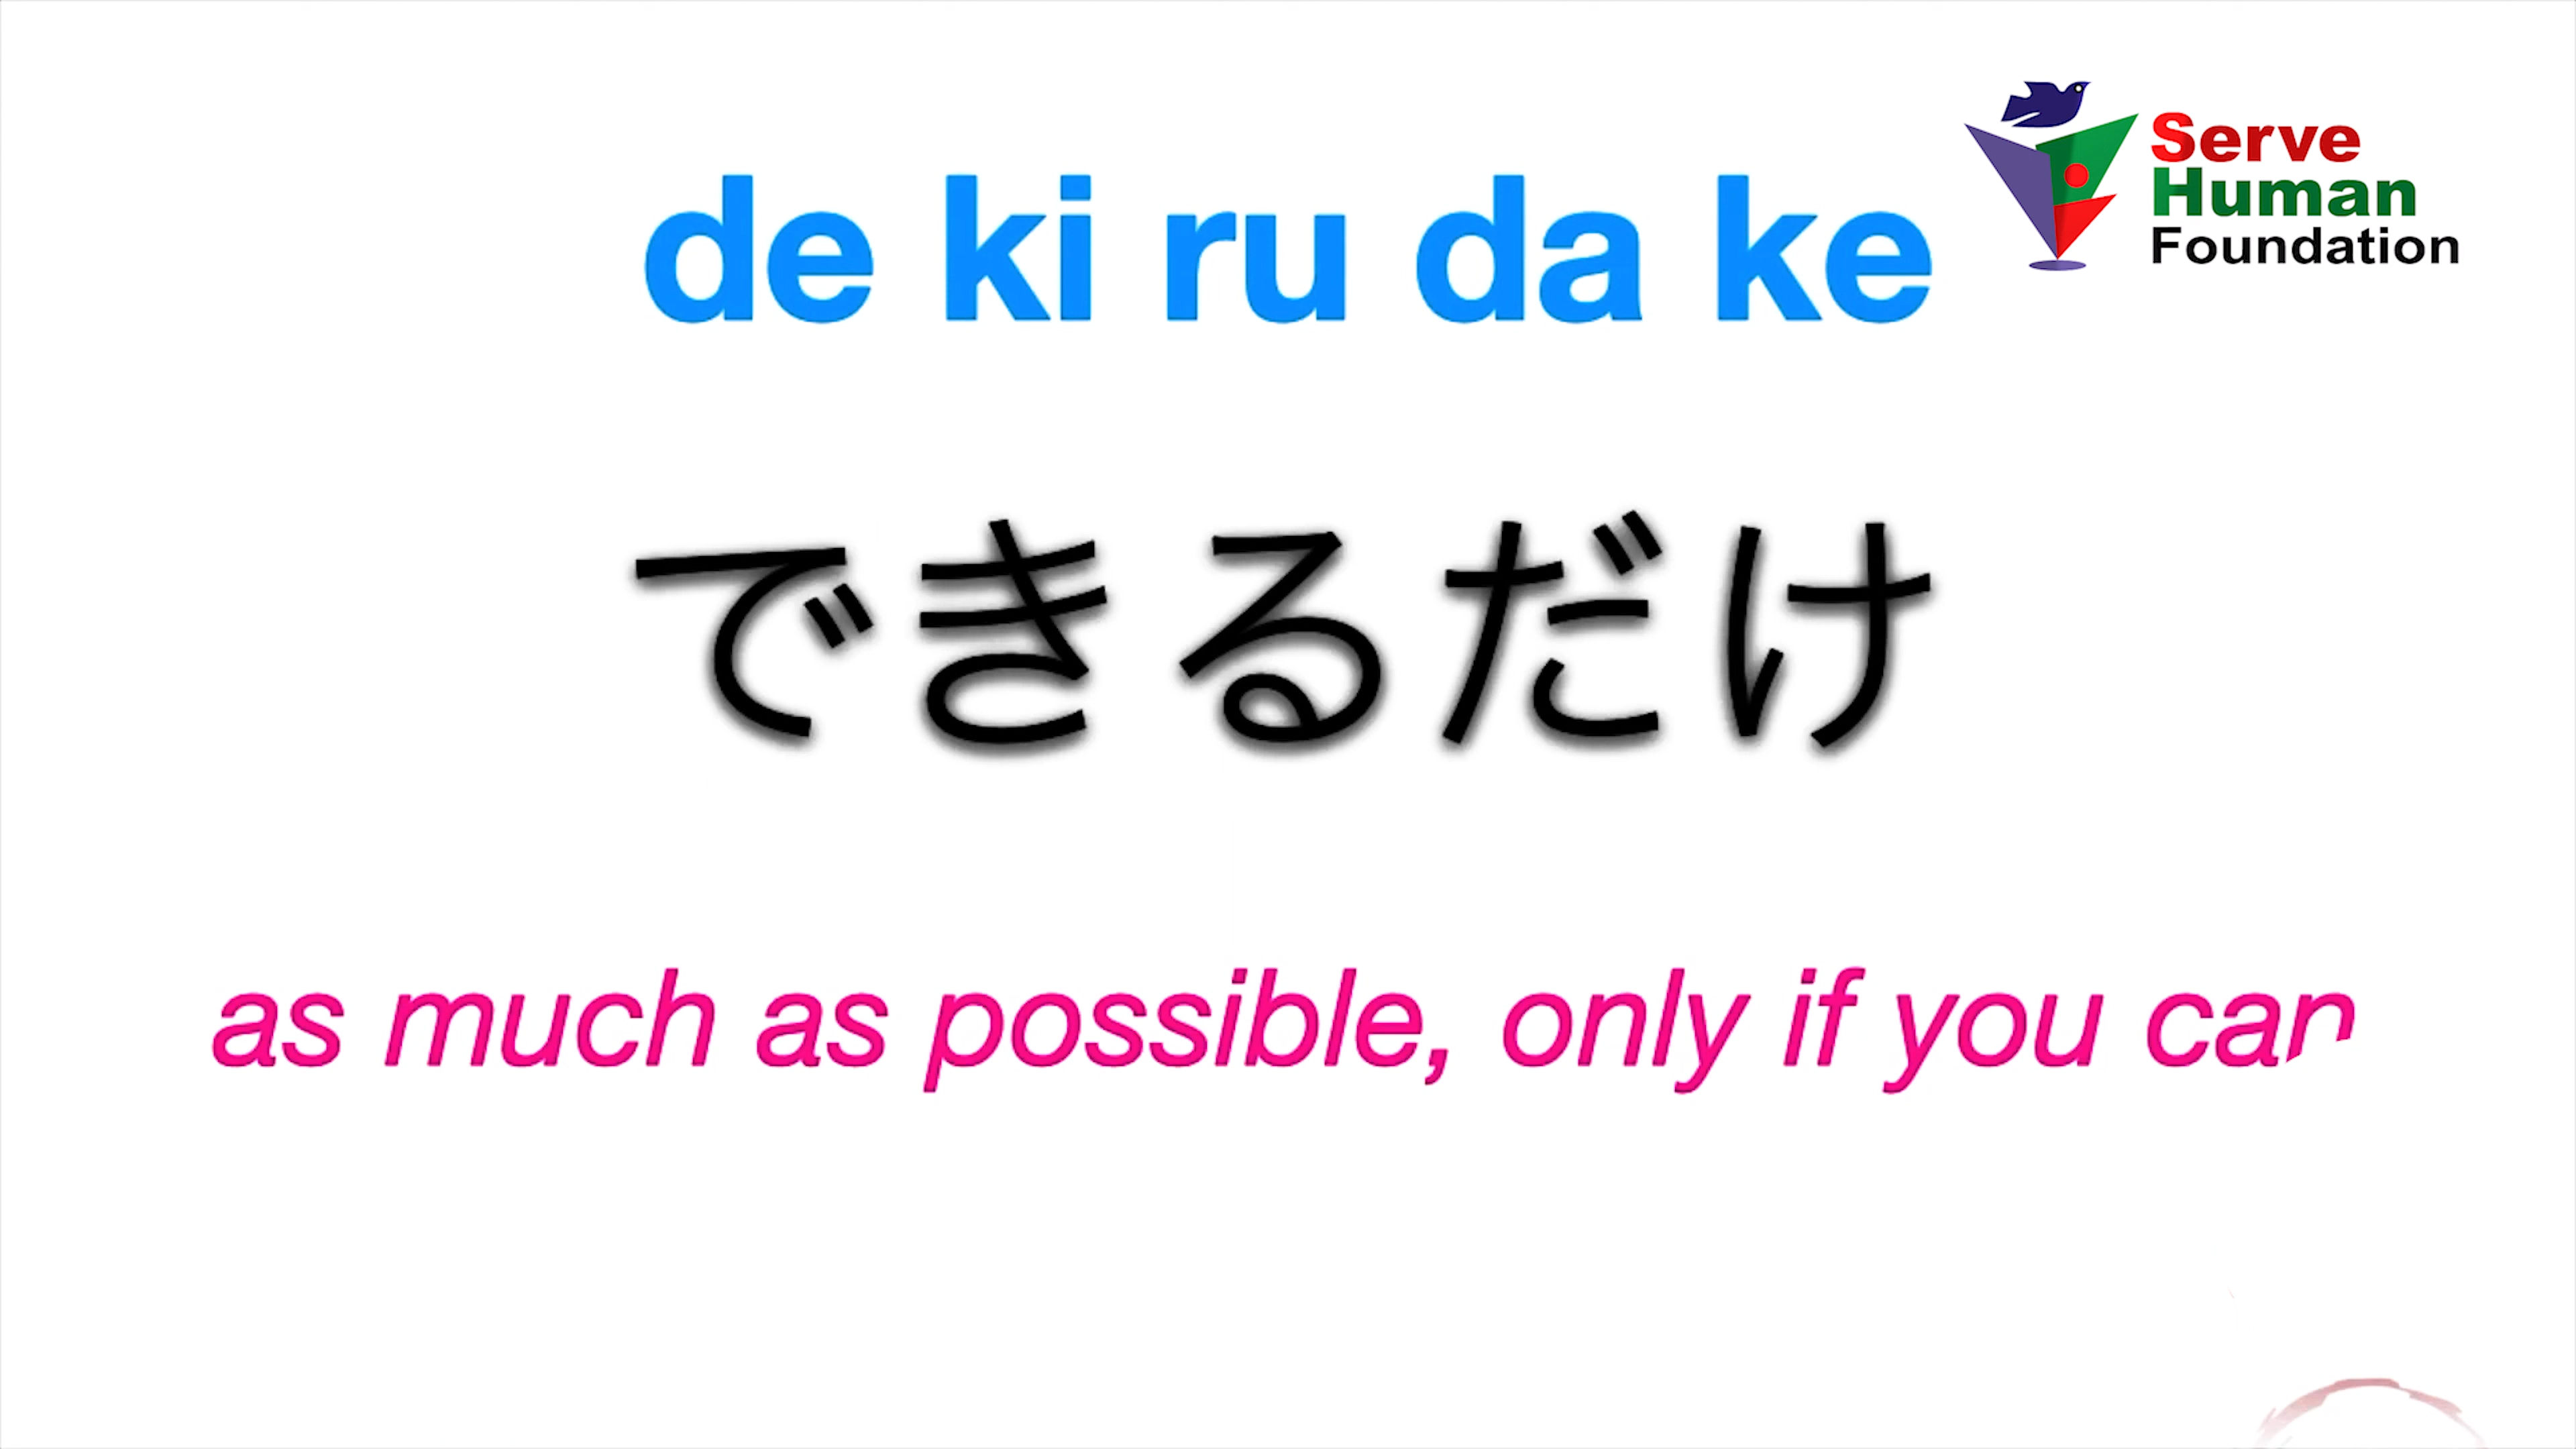 de ki ru da ke
Serve
Human
Foundation
できるだけ
as much as possible, only if you can